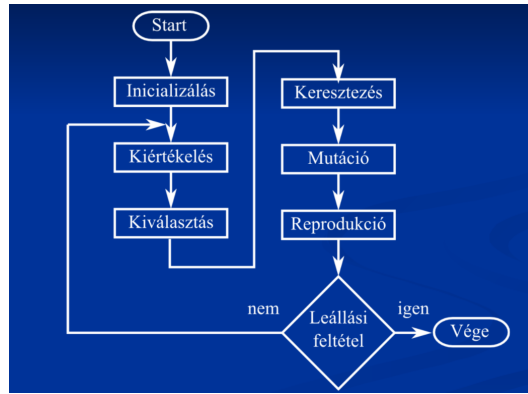 Start
Inicializálás
Kiértékelés
Kiválasztás
Keresztezés
Mutáció
Reprodukció
Leállási
feltétel
nem
igen
Vége